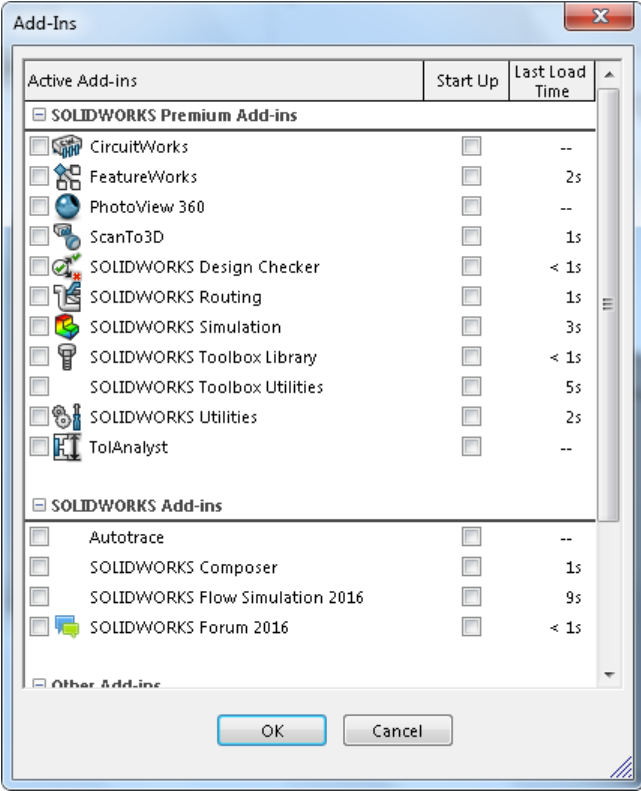 Add-Ins
Active Add-ins Start Up Last Load Time
SOLIDWORKS Premium Add-ins
CircuitWorks --
FeatureWorks 2s
PhotoView 360 --
ScanTo3D 1s
SOLIDWORKS Design Checker < 1s
SOLIDWORKS Routing 1s
SOLIDWORKS Simulation 3s
SOLIDWORKS Toolbox Library < 1s
SOLIDWORKS Toolbox Utilities 5s
SOLIDWORKS Utilities 2s
TolAnalyst --
SOLIDWORKS Add-ins
Autotrace --
SOLIDWORKS Composer 1s
SOLIDWORKS Flow Simulation 2016 9s
SOLIDWORKS Forum 2016 < 1s
Other Add-ins
OK Cancel